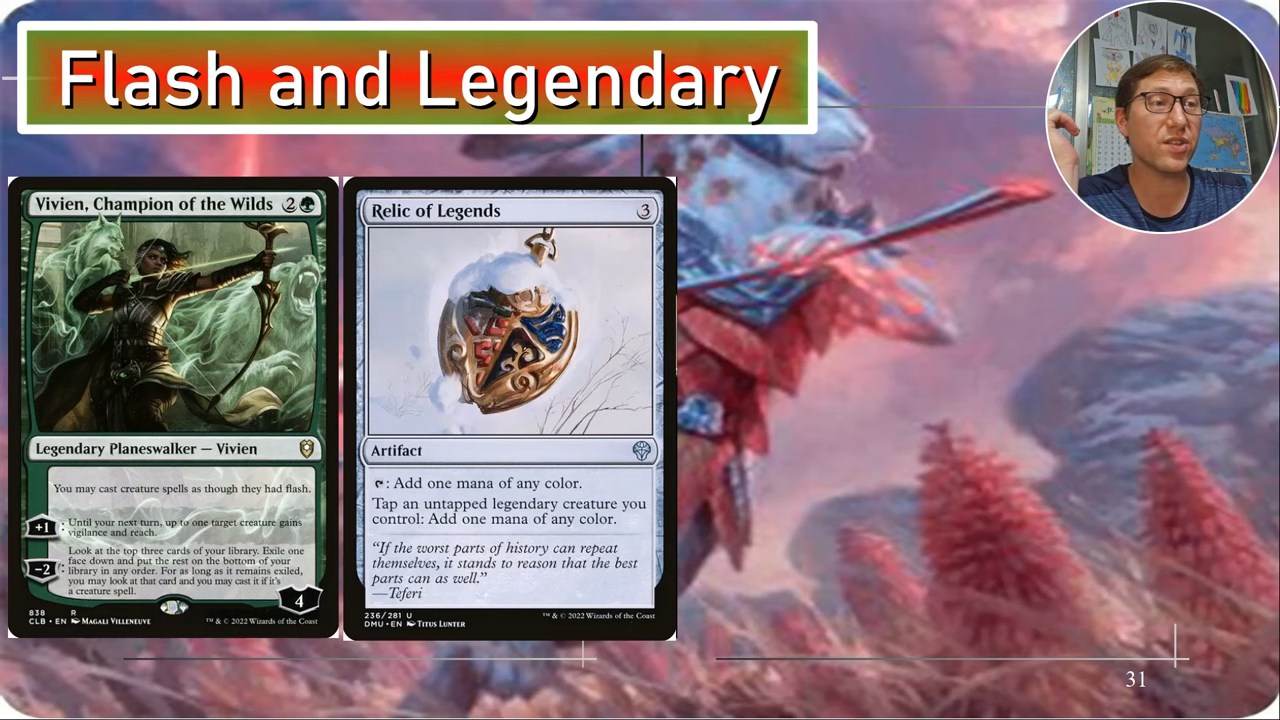 Flash and Legendary
Vivien, Champion of the Wilds 2
Legendary Planeswalker — Vivien
You may cast creature spells as though they had flash.
+1: Until your next turn, up to one target creature gains
vigilance and reach.
−2: Look at the top three cards of your library. Exile one
face down and put the rest on the bottom of your
library in any order. For as long as it remains exiled,
you may look at that card and you may cast it if it's
a creature spell.
4
838 R
CLB • EN MAGALI VILLENEUVE ™ & © 2022 Wizards of the Coast
Relic of Legends 3
Artifact
: Add one mana of any color.
Tap an untapped legendary creature you
control: Add one mana of any color.
"If the worst parts of history can repeat
themselves, it stands to reason that the best
parts can as well."
—Teferi
236/281 U
DMU • EN TITUS LUNTER ™ & © 2022 Wizards of the Coast
31